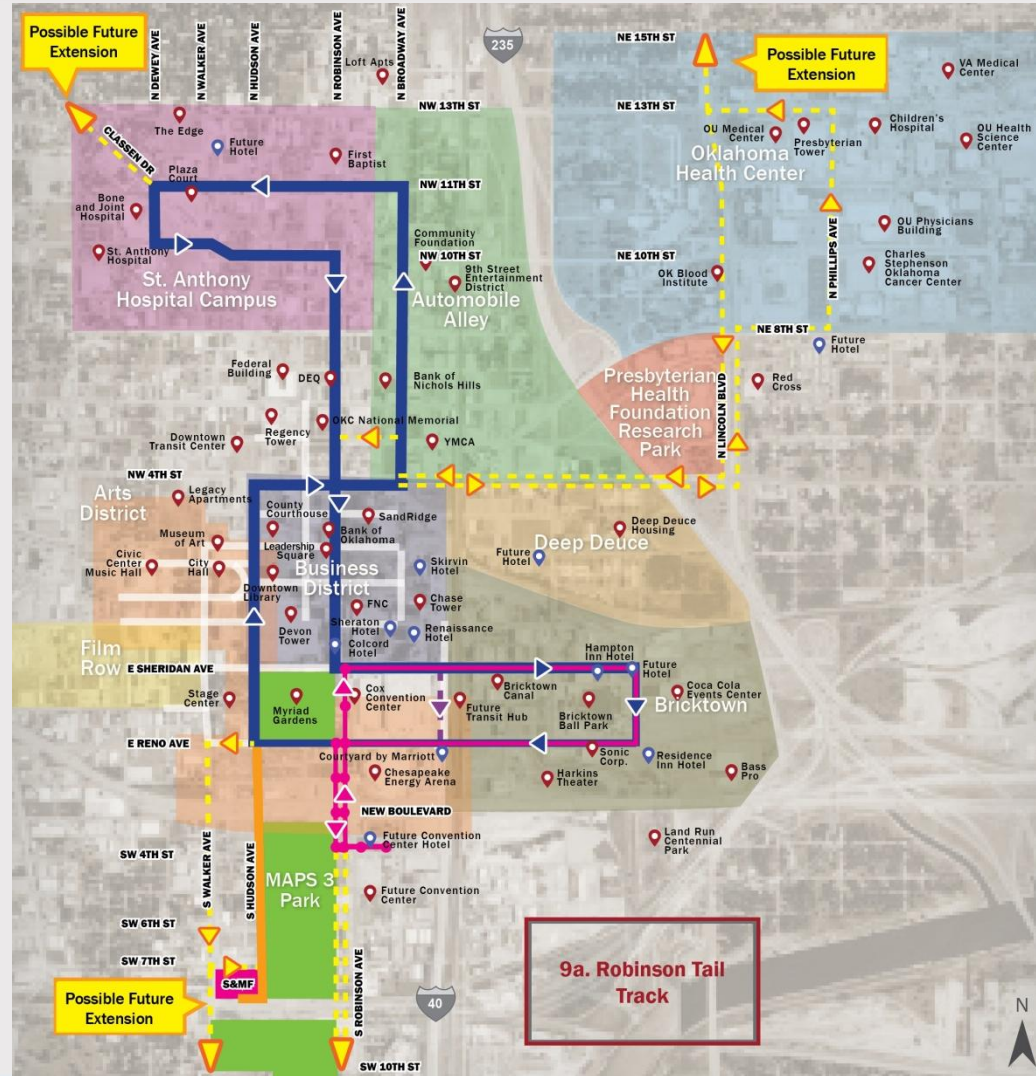 Possible Future
Extension
N DEWEY AVE
N WALKER AVE
N HUDSON AVE
N ROBINSON AVE
N BROADWAY AVE
Loft Apts
235
NE 15TH ST
Possible Future
Extension
VA Medical
Center
NW 13TH ST
NE 13TH ST
The Edge
Future
Hotel
First
Baptist
CLASSEN DR
OU Medical
Center
Presbyterian
Tower
Children's
Hospital
OU Health
Science
Center
Oklahoma
Health Center
Plaza
Court
NW 11TH ST
Bone
and Joint
Hospital
St. Anthony
Hospital
St. Anthony
Hospital Campus
Community
Foundation
NW 10TH ST
9th Street
Entertainment
District
Automobile
Alley
NE 10TH ST
OK Blood
Institute
N PHILLIPS AVE
OU Physicians
Building
Charles
Stephenson
Oklahoma
Cancer Center
NE 8TH ST
Future
Hotel
Federal
Building
DEQ
Bank of
Nichols Hills
Presbyterian
Health
Foundation
Research
Park
N LINCOLN BLVD
Red
Cross
OKC National Memorial
Regency
Tower
Downtown
Transit Center
YMCA
NW 4TH ST
Arts
District
Legacy
Apartments
County
Courthouse
SandRidge
Bank of
Oklahoma
Deep Deuce
Housing
Deep Deuce
Museum
of Art
Leadership
Square
Business
District
Civic
Center
Music Hall
City
Hall
Skirvin
Hotel
Future
Hotel
Downtown
Library
Devon
Tower
FNC
Chase
Tower
Sheraton
Hotel
Renaissance
Hotel
Colcord
Hotel
Film
Row
E SHERIDAN AVE
Hampton
Inn Hotel
Future
Hotel
Stage
Center
Myriad
Gardens
Cox
Convention
Center
Bricktown
Canal
Future
Transit Hub
Bricktown
Ball Park
Coca Cola
Events Center
Bricktown
E RENO AVE
Courtyard by Marriott
Sonic
Corp.
Residence
Inn Hotel
Chesapeake
Energy Arena
Harkins
Theater
Bass
Pro
NEW BOULEVARD
Future Convention
Center Hotel
Land Run
Centennial
Park
SW 4TH ST
S WALKER AVE
S HUDSON AVE
MAPS 3
Park
Future Convention
Center
SW 6TH ST
SW 7TH ST
S&MF
S ROBINSON AVE
9a. Robinson Tail
Track
Possible Future
Extension
40
N
SW 10TH ST